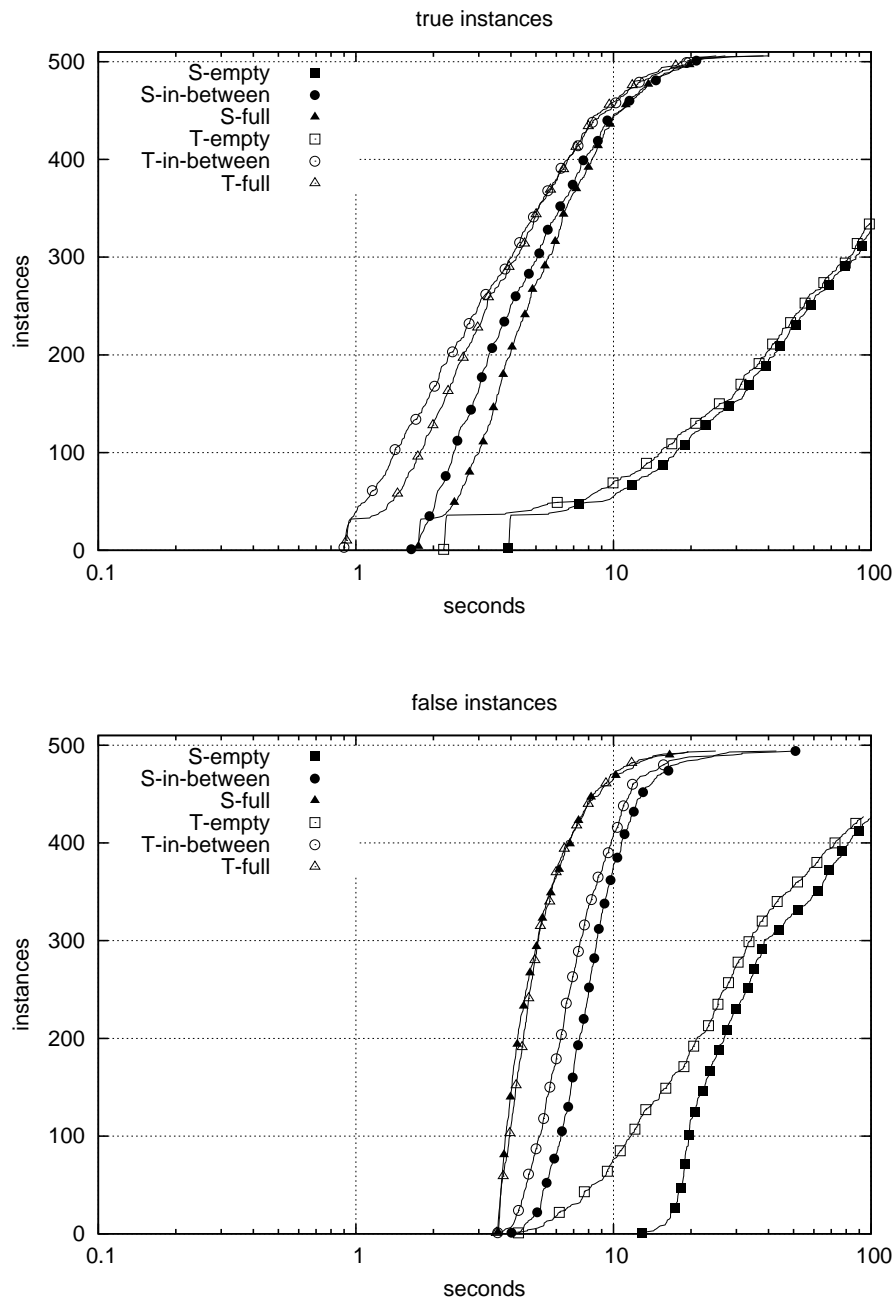 true instances
500
400
300
200
100
0
instances
S-empty
S-in-between
S-full
T-empty
T-in-between
T-full
0.1
1
10
100
seconds
false instances
500
400
300
200
100
0
instances
S-empty
S-in-between
S-full
T-empty
T-in-between
T-full
0.1
1
10
100
seconds